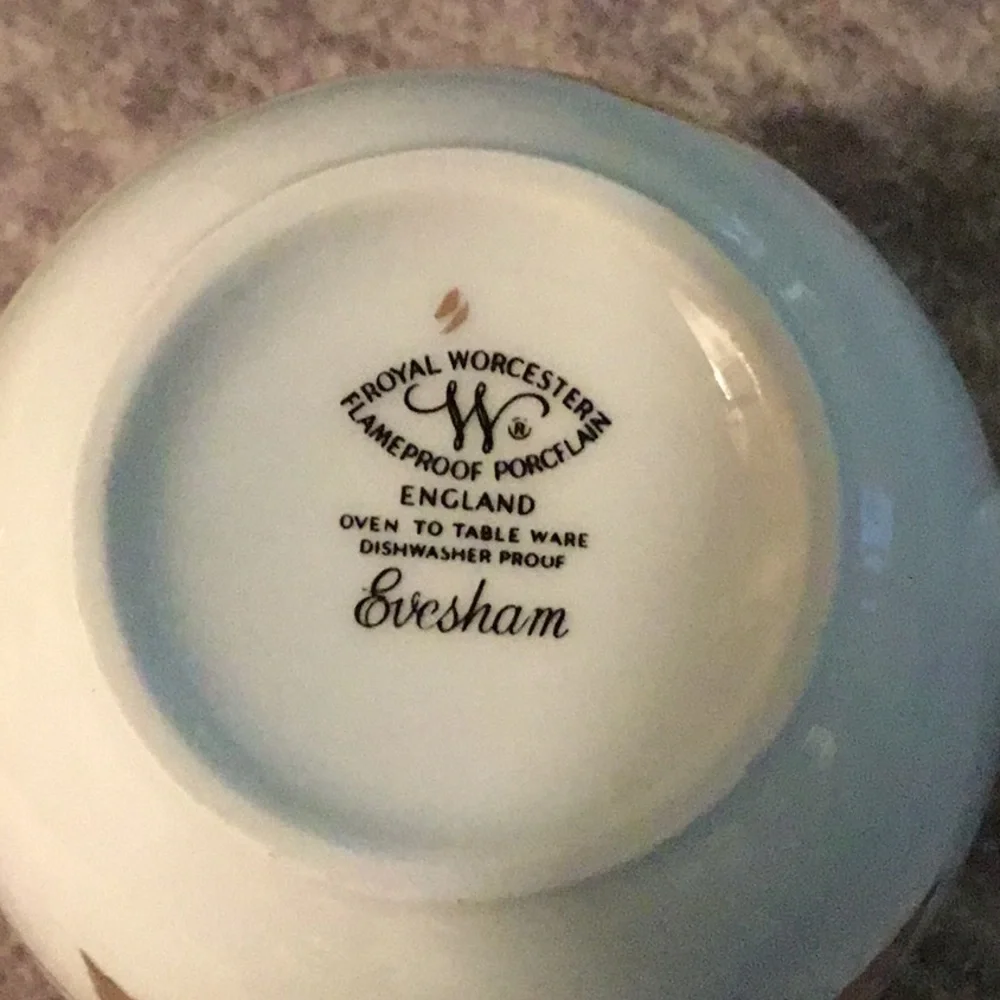 ROYAL WORCESTER
W®
FLAMEPROOF PORCELAIN
ENGLAND
OVEN TO TABLE WARE
DISHWASHER PROOF
Evesham